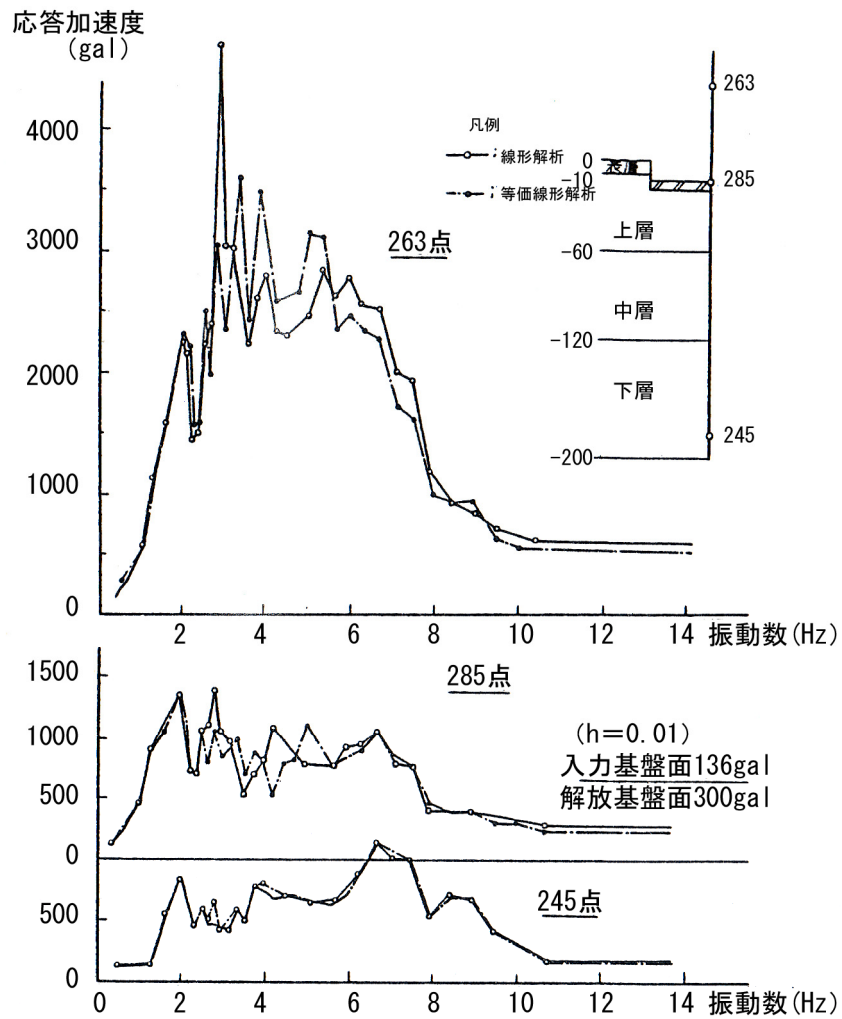 応答加速度
(gal)
4000
3000
2000
1000
0
2 4 6 8 10 12 14 振動数(Hz)
263点
凡例
線形解析
等価線形解析
263
0 表層
-10
285
上層
-60
中層
-120
下層
245
-200
1500
1000
500
0
285点
(h=0.01)
入力基盤面136gal
解放基盤面300gal
500
0
245点
0 2 4 6 8 10 12 14 振動数(Hz)